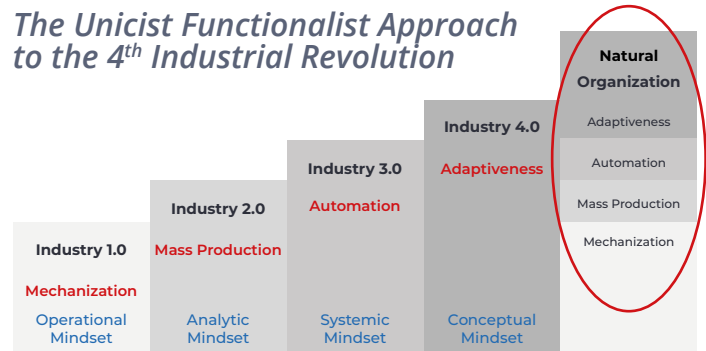 The Unicist Functionalist Approach
to the 4th Industrial Revolution
Industry 1.0
Mechanization
Operational
Mindset
Industry 2.0
Mass Production
Analytic
Mindset
Industry 3.0
Automation
Systemic
Mindset
Industry 4.0
Adaptiveness
Conceptual
Mindset
Natural
Organization
Adaptiveness
Automation
Mass Production
Mechanization